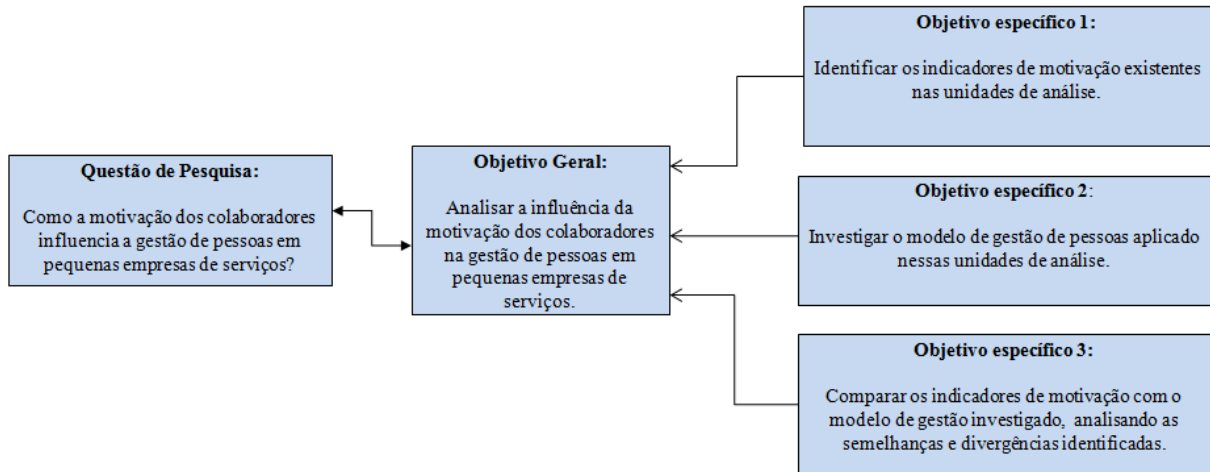 Questão de Pesquisa:
Como a motivação dos colaboradores
influencia a gestão de pessoas em
pequenas empresas de serviços?
Objetivo Geral:
Analisar a influência da
motivação dos colaboradores
na gestão de pessoas em
pequenas empresas de
serviços.
Objetivo específico 1:
Identificar os indicadores de motivação existentes
nas unidades de análise.
Objetivo específico 2:
Investigar o modelo de gestão de pessoas aplicado
nessas unidades de análise.
Objetivo específico 3:
Comparar os indicadores de motivação com o
modelo de gestão investigado, analisando as
semelhanças e divergências identificadas.